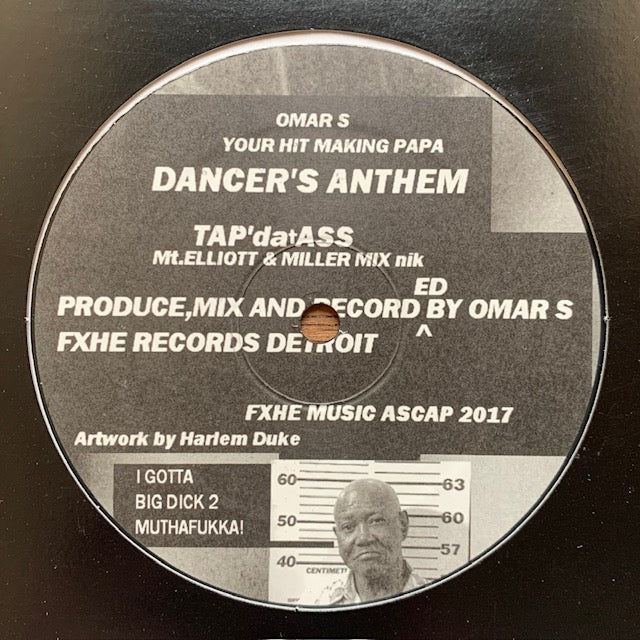 OMAR S
YOUR HIT MAKING PAPA
DANCER'S ANTHEM
TAP'datASS
Mt.ELLIOTT & MILLER MIX nik
ED
PRODUCE,MIX AND RECORD BY OMAR S
^
FXHE RECORDS DETROIT
FXHE MUSIC ASCAP 2017
Artwork by Harlem Duke
I GOTTA
BIG DICK 2
MUTHAFUKKA!
60
63
50
60
57
40